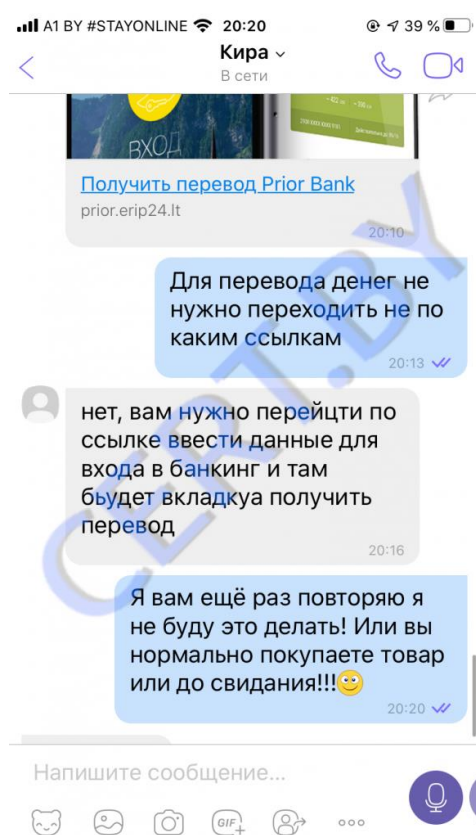 A1 BY #STAYONLINE 20:20 39 %
Кира
В сети
ВХОД
Получить перевод Prior Bank
prior.erip24.lt
20:10
Для перевода денег не
нужно переходить не по
каким ссылкам
20:13
нет, вам нужно перейцти по
ссылке ввести данные для
входа в банкинг и там
бьудет вкладкуа получить
перевод
20:16
Я вам ещё раз повторяю я
не буду это делать! Или вы
нормально покупаете товар
или до свидания!!!🙄
20:20
CERT.BY
Напишите сообщение...
GIF